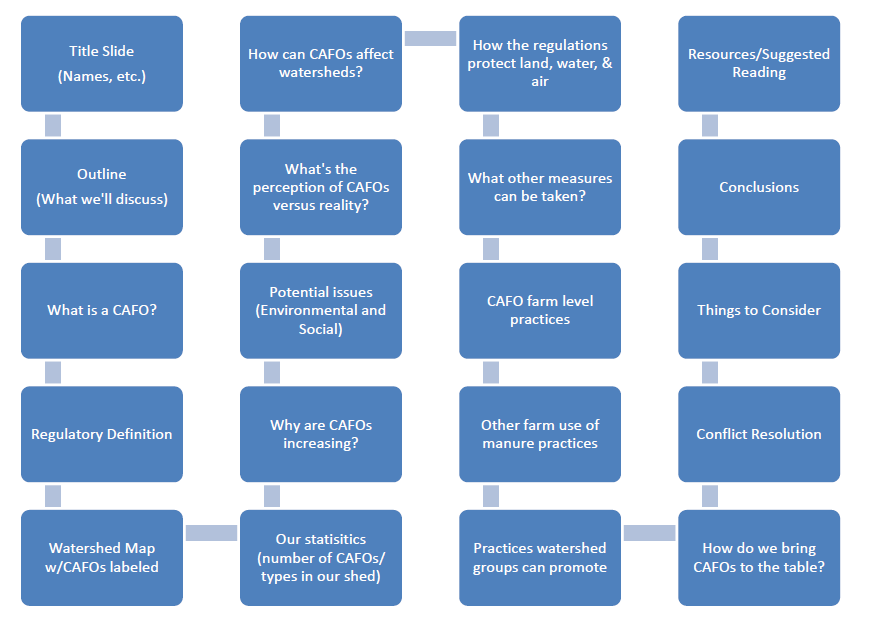 Title Slide
(Names, etc.)
Outline
(What we'll discuss)
What is a CAFO?
Regulatory Definition
Watershed Map
w/CAFOs labeled
Our statisitics
(number of CAFOs/
types in our shed)
Why are CAFOs
increasing?
Potential issues
(Environmental and
Social)
What's the
perception of CAFOs
versus reality?
How can CAFOs affect
watersheds?
How the regulations
protect land, water, &
air
What other measures
can be taken?
CAFO farm level
practices
Other farm use of
manure practices
Practices watershed
groups can promote
How do we bring
CAFOs to the table?
Conflict Resolution
Things to Consider
Conclusions
Resources/Suggested
Reading